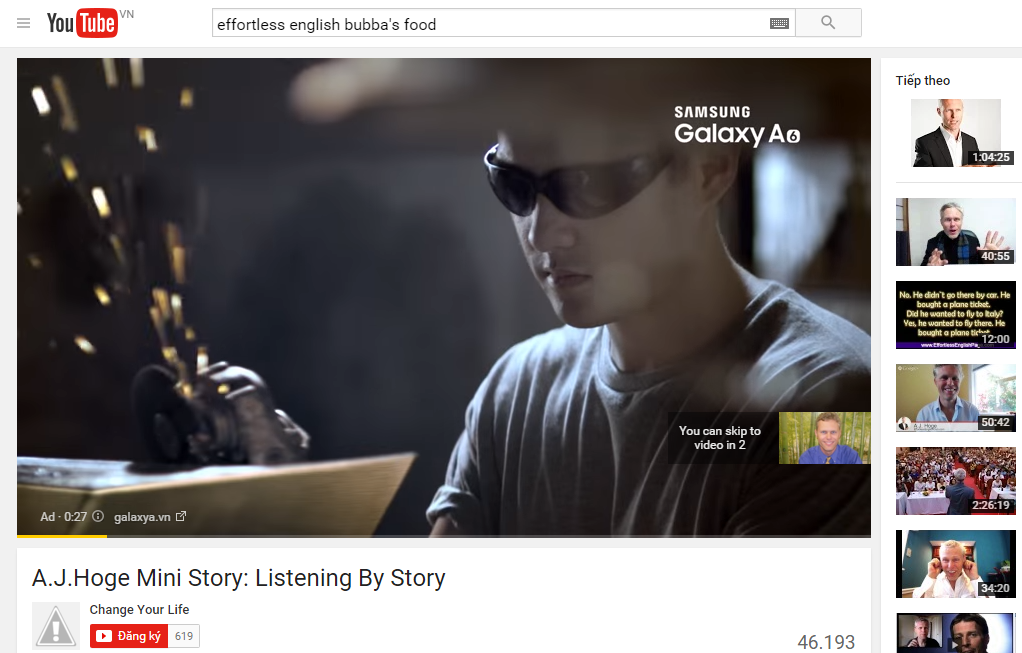 YouTube VN
effortless english bubba's food
SAMSUNG
Galaxy A6
You can skip to
video in 2
Ad · 0:27 galaxya.vn
A.J.Hoge Mini Story: Listening By Story
Change Your Life
Đăng ký 619
46.193
Tiếp theo
1:04:25
40:55
No. He didn't go there by car. He
bought a plane ticket.
Did he wanted to fly to Italy?
Yes, he wanted to fly there. He
bought a plane ticket.
12:00
A.J. Hoge
50:42
2:26:19
34:20